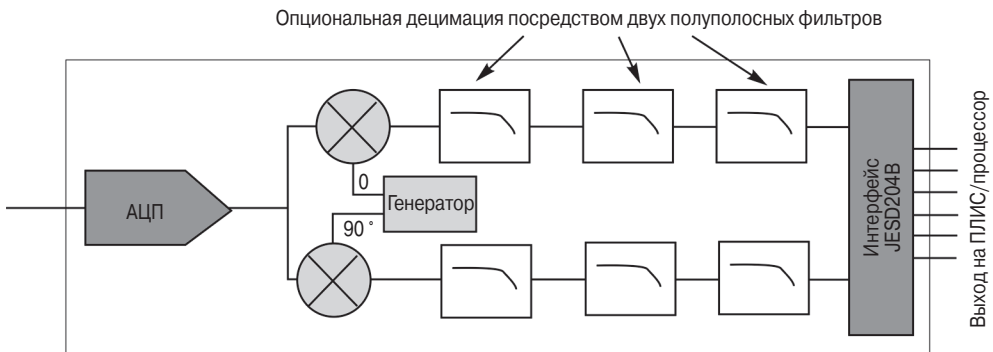 Опциональная децимация посредством двух полуполосных фильтров
АЦП
0
Генератор
90°
Интерфейс
JESD204B
Выход на ПЛИС/процессор